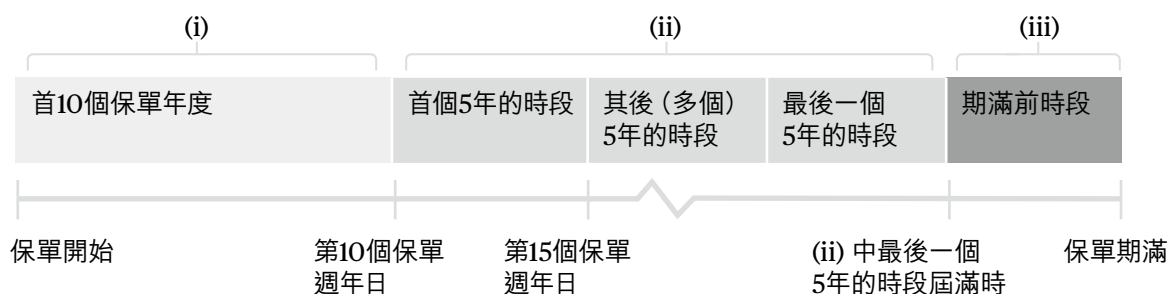 (i)
(ii)
(iii)
首10個保單年度
首個5年的時段
其後（多個）
5年的時段
最後一個
5年的時段
期滿前時段
保單開始
第10個保單
週年日
第15個保單
週年日
(ii) 中最後一個
5年的時段屆滿時
保單期滿